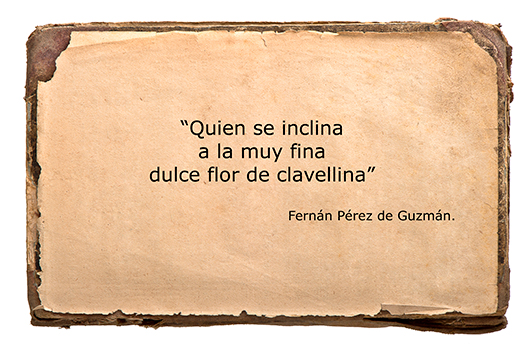 “Quien se inclina
a la muy fina
dulce flor de clavellina”
Fernán Pérez de Guzmán.